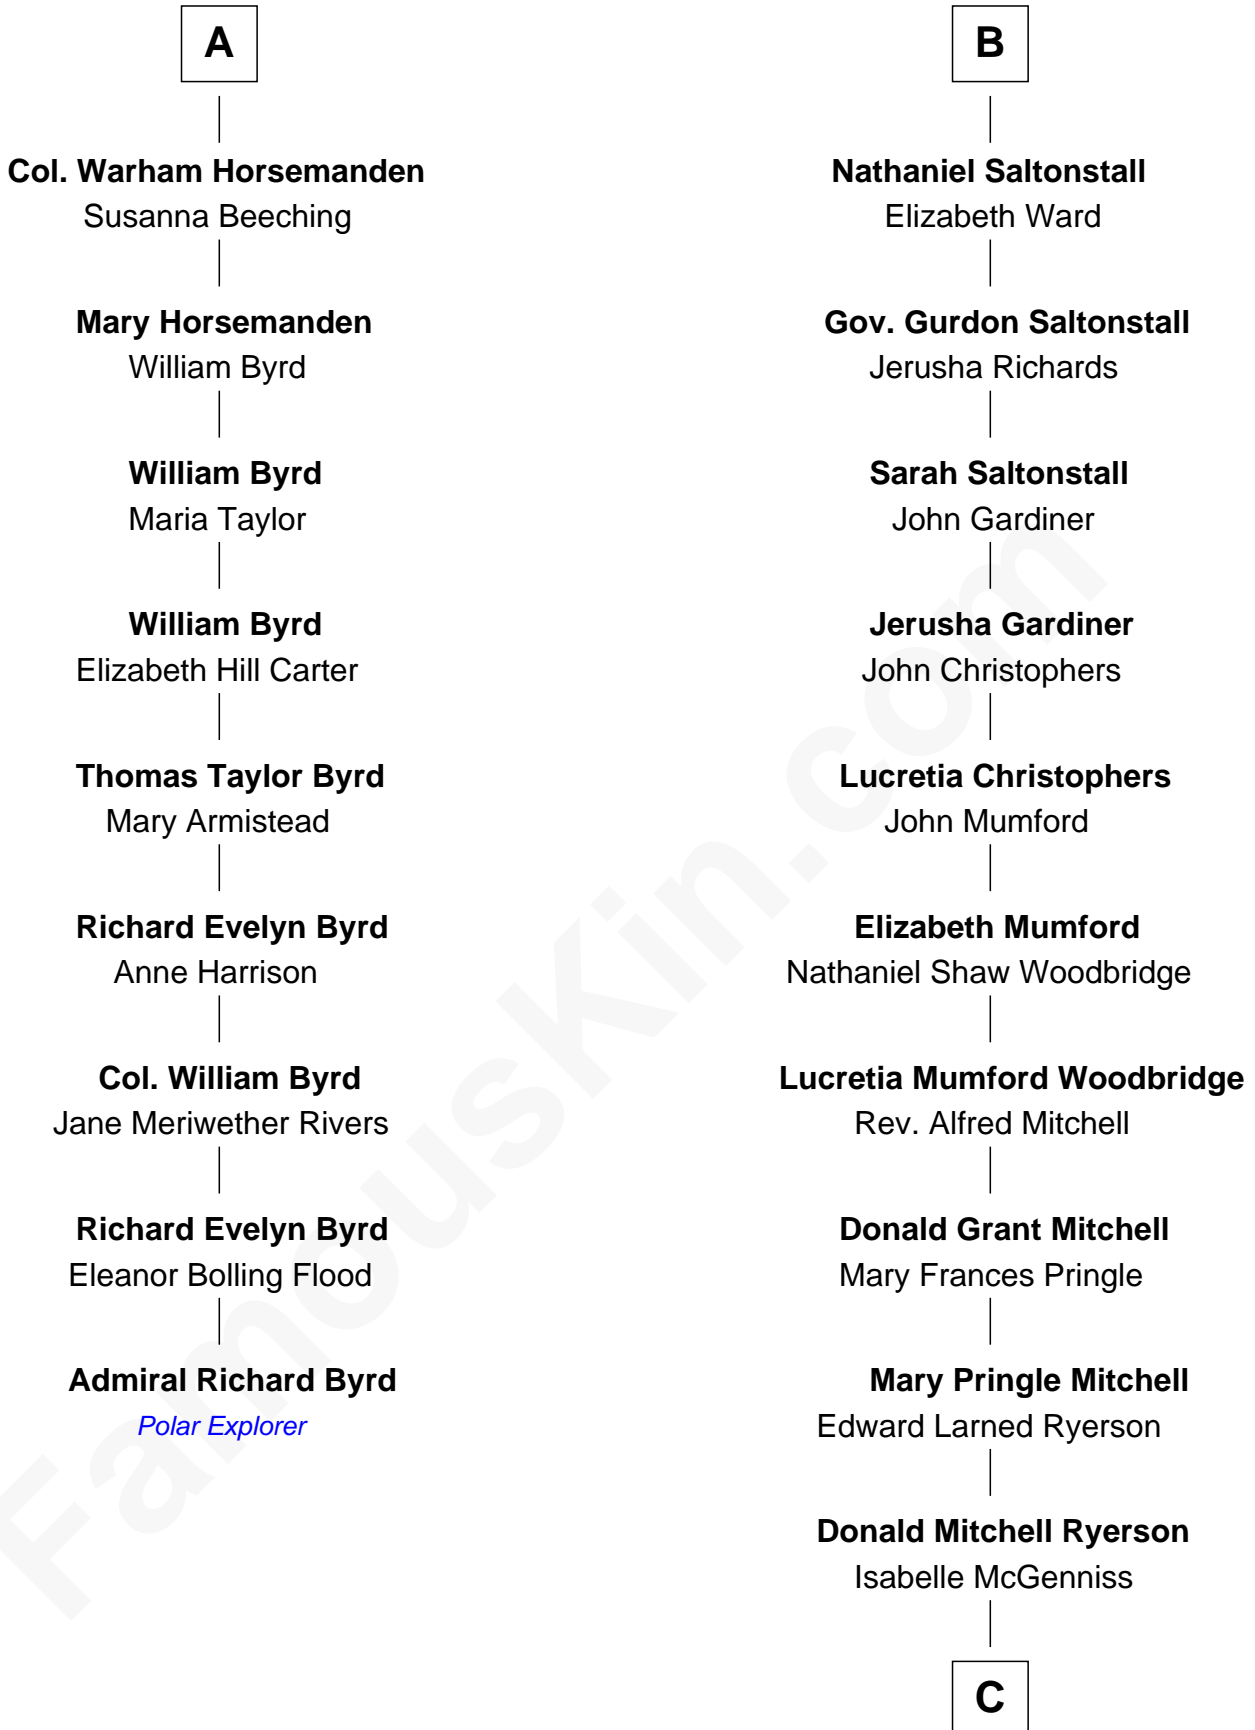 A
Col. Warham Horsemanden
Susanna Beeching
Mary Horsemanden
William Byrd
William Byrd
Maria Taylor
William Byrd
Elizabeth Hill Carter
Thomas Taylor Byrd
Mary Armistead
Richard Evelyn Byrd
Anne Harrison
Col. William Byrd
Jane Meriwether Rivers
Richard Evelyn Byrd
Eleanor Bolling Flood
Admiral Richard Byrd
Polar Explorer
B
Nathaniel Saltonstall
Elizabeth Ward
Gov. Gurdon Saltonstall
Jerusha Richards
Sarah Saltonstall
John Gardiner
Jerusha Gardiner
John Christophers
Lucretia Christophers
John Mumford
Elizabeth Mumford
Nathaniel Shaw Woodbridge
Lucretia Mumford Woodbridge
Rev. Alfred Mitchell
Donald Grant Mitchell
Mary Frances Pringle
Mary Pringle Mitchell
Edward Larned Ryerson
Donald Mitchell Ryerson
Isabelle McGenniss
C
FamousKin.com